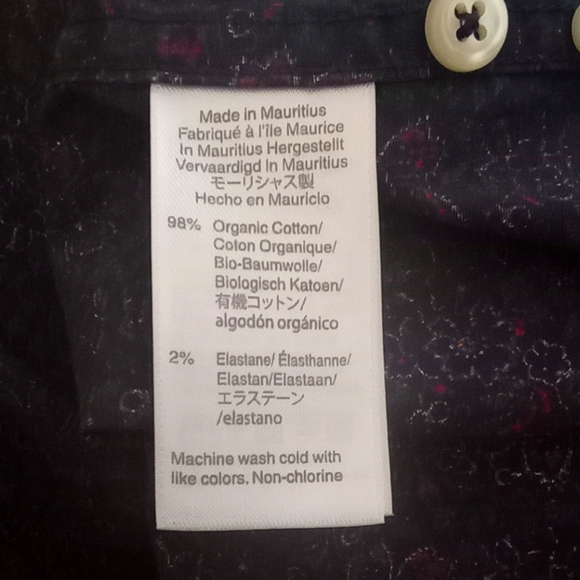 Made in Mauritius
Fabriqué à l'île Maurice
In Mauritius Hergestellt
Vervaardigd in Mauritius
モーリシャス製
Hecho en Mauricio
98% Organic Cotton/
Coton Organique/
Bio-Baumwolle/
Biologisch Katoen/
有機コットン/
algodón orgánico
2% Elastane/ Élasthanne/
Elastan/Elastaan/
エラステーン
/elastano
Machine wash cold with
like colors. Non-chlorine